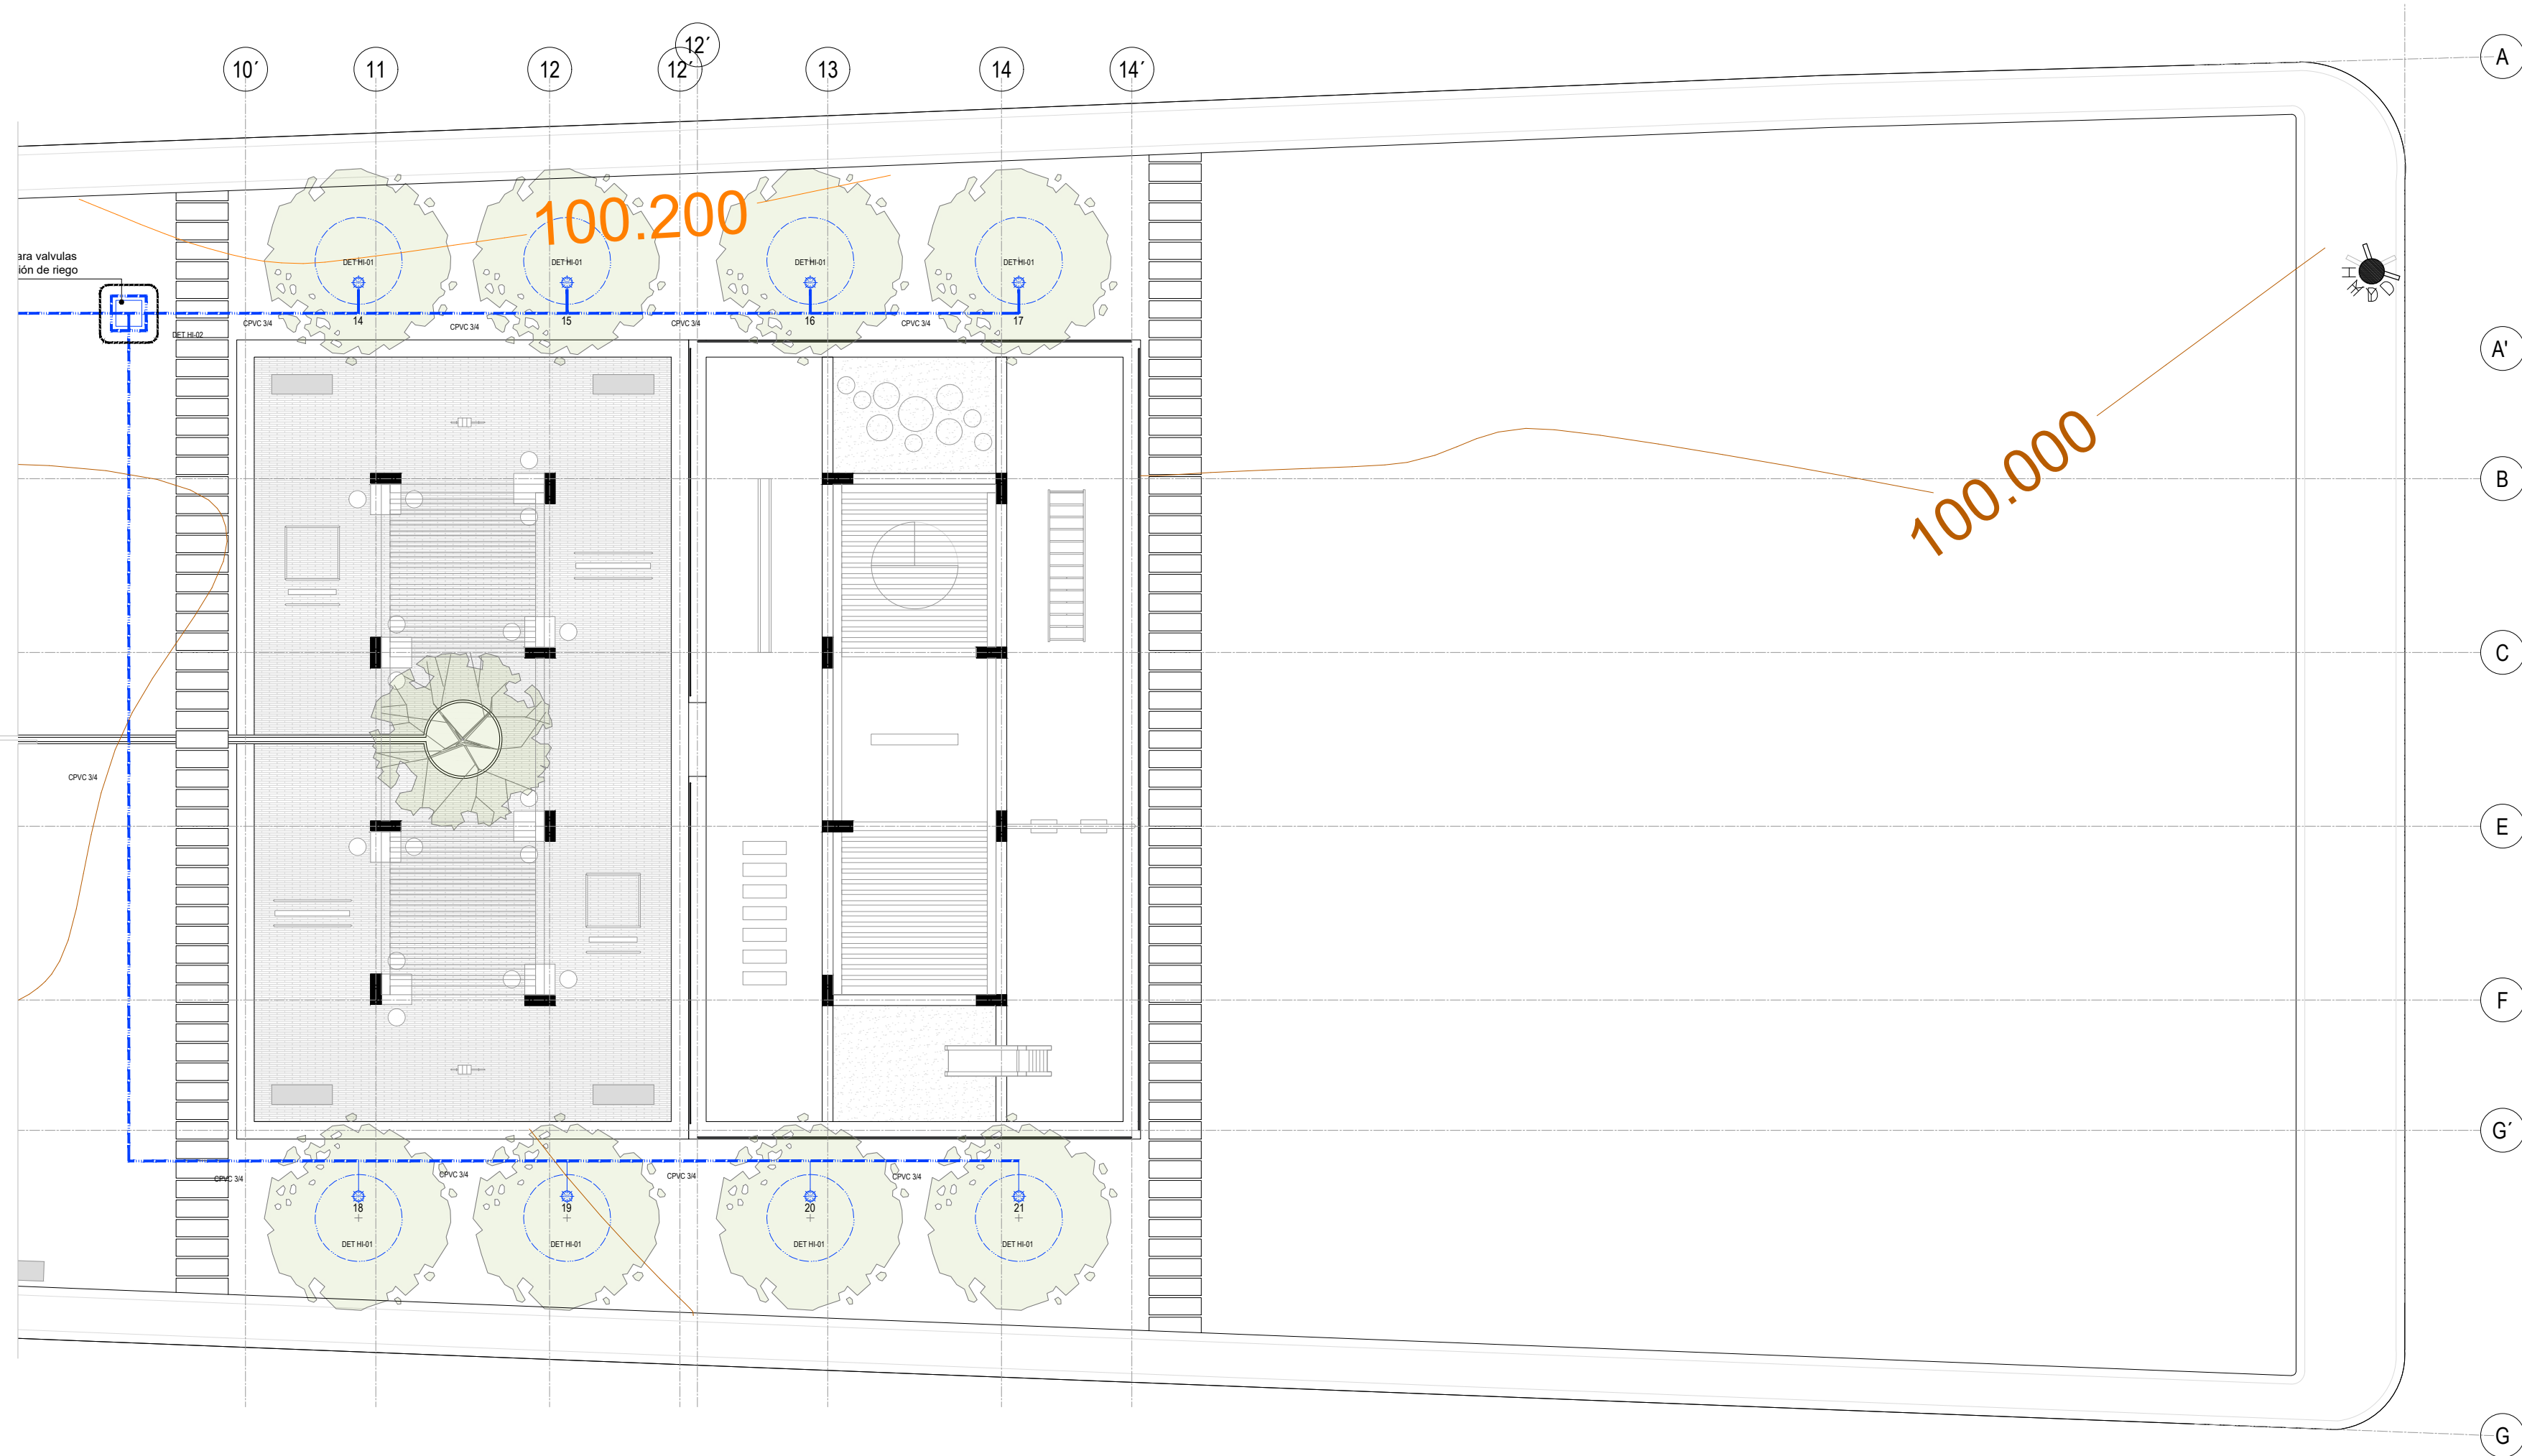 12´
A
10´
11
12
12´
13
14
14´
100.200
ara valvulas
ión de riego
DET HI-01
DET HI-01
DET HI-01
DET HI-01
14
15
16
17
CPVC 3/4
CPVC 3/4
CPVC 3/4
CPVC 3/4
DET HI-02
A'
100.000
B
C
CPVC 3/4
E
F
G´
CPVC 3/4
CPVC 3/4
CPVC 3/4
CPVC 3/4
18
19
20
21
DET HI-01
DET HI-01
DET HI-01
DET HI-01
G